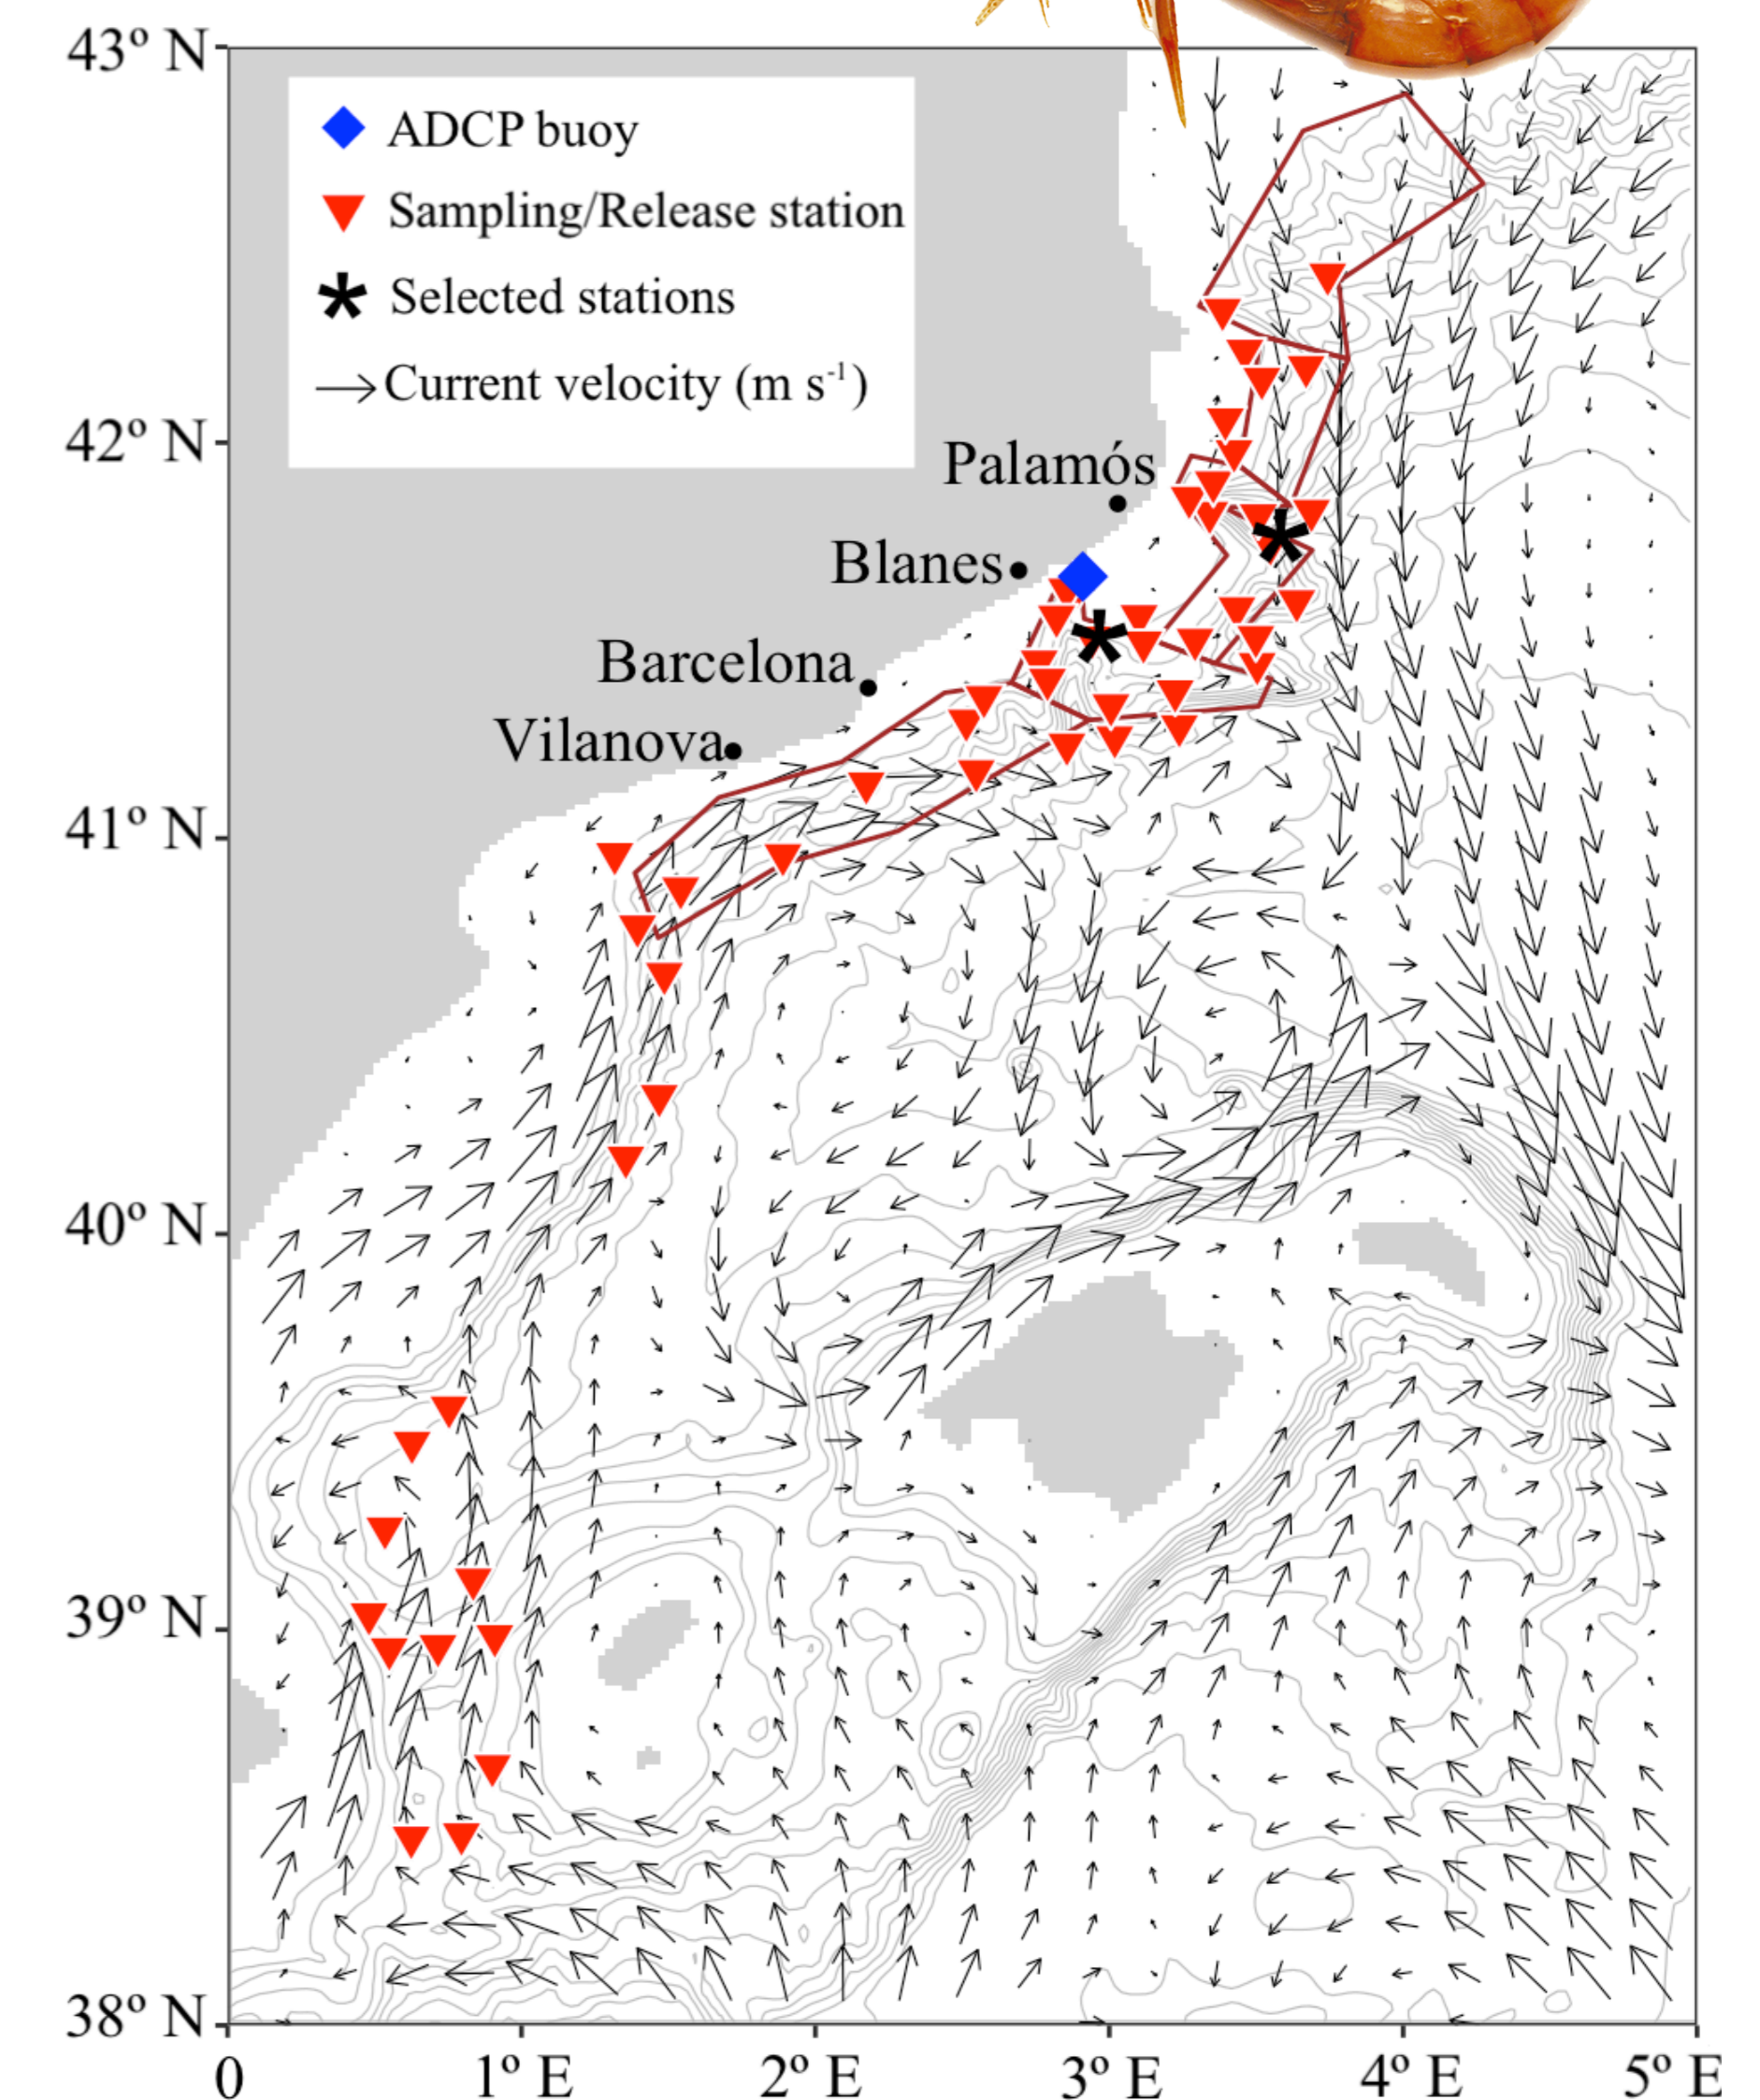 43º N
ADCP buoy
Sampling/Release station
Selected stations
Current velocity (m s⁻¹)
42º N
Palamós
Blanes
Barcelona
Vilanova
41º N
40º N
39º N
38º N
0 1º E 2º E 3º E 4º E 5º E